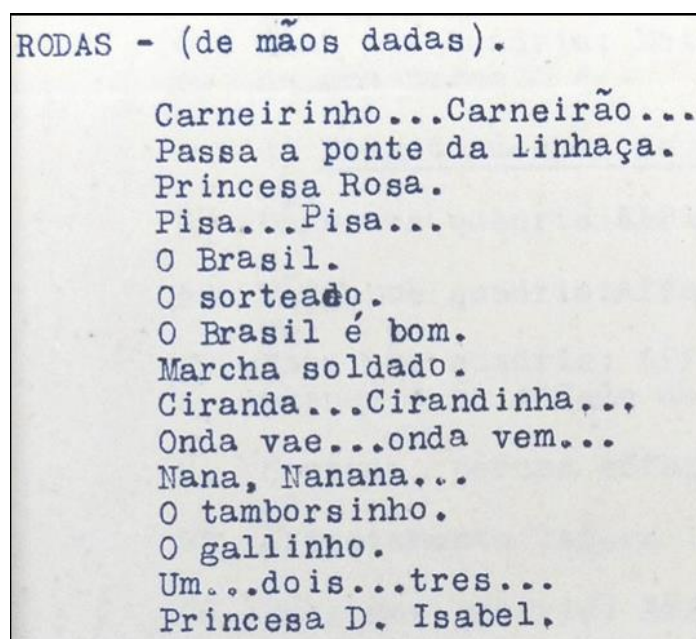 RODAS - (de mãos dadas).
Carneirinho...Carneirão...
Passa a ponte da linhaça.
Princesa Rosa.
Pisa...Pisa...
O Brasil.
O sorteado.
O Brasil é bom.
Marcha soldado.
Ciranda...Cirandinha...
Onda vae...onda vem...
Nana, Nanana...
O tamborsinho.
O gallinho.
Um...dois...tres...
Princesa D. Isabel.